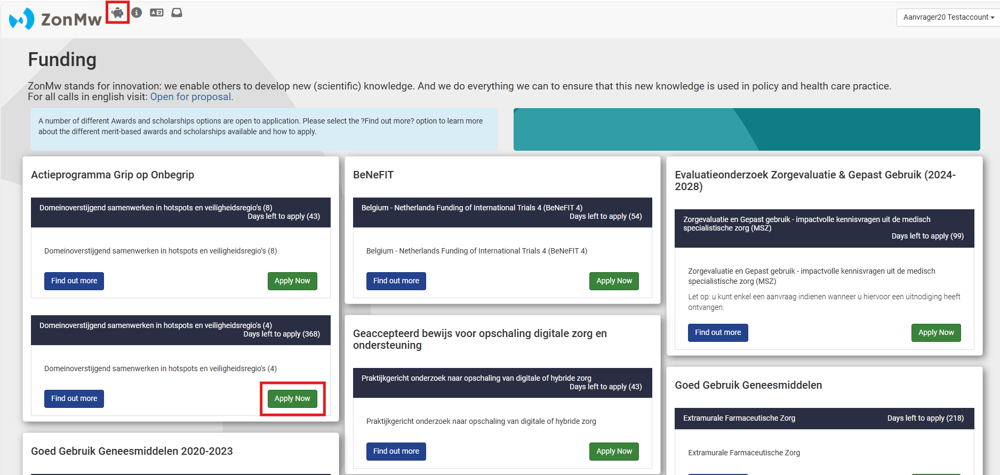 ZonMw
Aanvrager20 Testaccount
Funding
ZonMw stands for innovation: we enable others to develop new (scientific) knowledge. And we do everything we can to ensure that this new knowledge is used in policy and health care practice.
For all calls in english visit: Open for proposal.
A number of different Awards and scholarships options are open to application. Please select the ?Find out more? option to learn more
about the different merit-based awards and scholarships available and how to apply.
Actieprogramma Grip op Onbegrip
Domeinoverstijgend samenwerken in hotspots en veiligheidsregio’s (8)
Days left to apply (43)
Domeinoverstijgend samenwerken in hotspots en veiligheidsregio’s (8)
Find out more
Apply Now
Domeinoverstijgend samenwerken in hotspots en veiligheidsregio's (4)
Days left to apply (368)
Domeinoverstijgend samenwerken in hotspots en veiligheidsregio's (4)
Find out more
Apply Now
Goed Gebruik Geneesmiddelen 2020-2023
BeNeFIT
Belgium - Netherlands Funding of International Trials 4 (BeNeFIT 4)
Days left to apply (54)
Belgium - Netherlands Funding of International Trials 4 (BeNeFIT 4)
Find out more
Apply Now
Geaccepteerd bewijs voor opschaling digitale zorg en
ondersteuning
Praktijkgericht onderzoek naar opschaling van digitale of hybride zorg
Days left to apply (43)
Praktijkgericht onderzoek naar opschaling van digitale of hybride zorg
Find out more
Apply Now
Evaluatieonderzoek Zorgevaluatie & Gepast Gebruik (2024-
2028)
Zorgevaluatie en Gepast gebruik - impactvolle kennisvragen uit de medisch
specialistische zorg (MSZ)
Days left to apply (99)
Zorgevaluatie en Gepast gebruik - impactvolle kennisvragen uit de medisch
specialistische zorg (MSZ)
Let op: u kunt enkel een aanvraag indienen wanneer u hiervoor een uitnodiging heeft
ontvangen.
Find out more
Apply Now
Goed Gebruik Geneesmiddelen
Extramurale Farmaceutische Zorg
Days left to apply (218)
Extramurale Farmaceutische Zorg